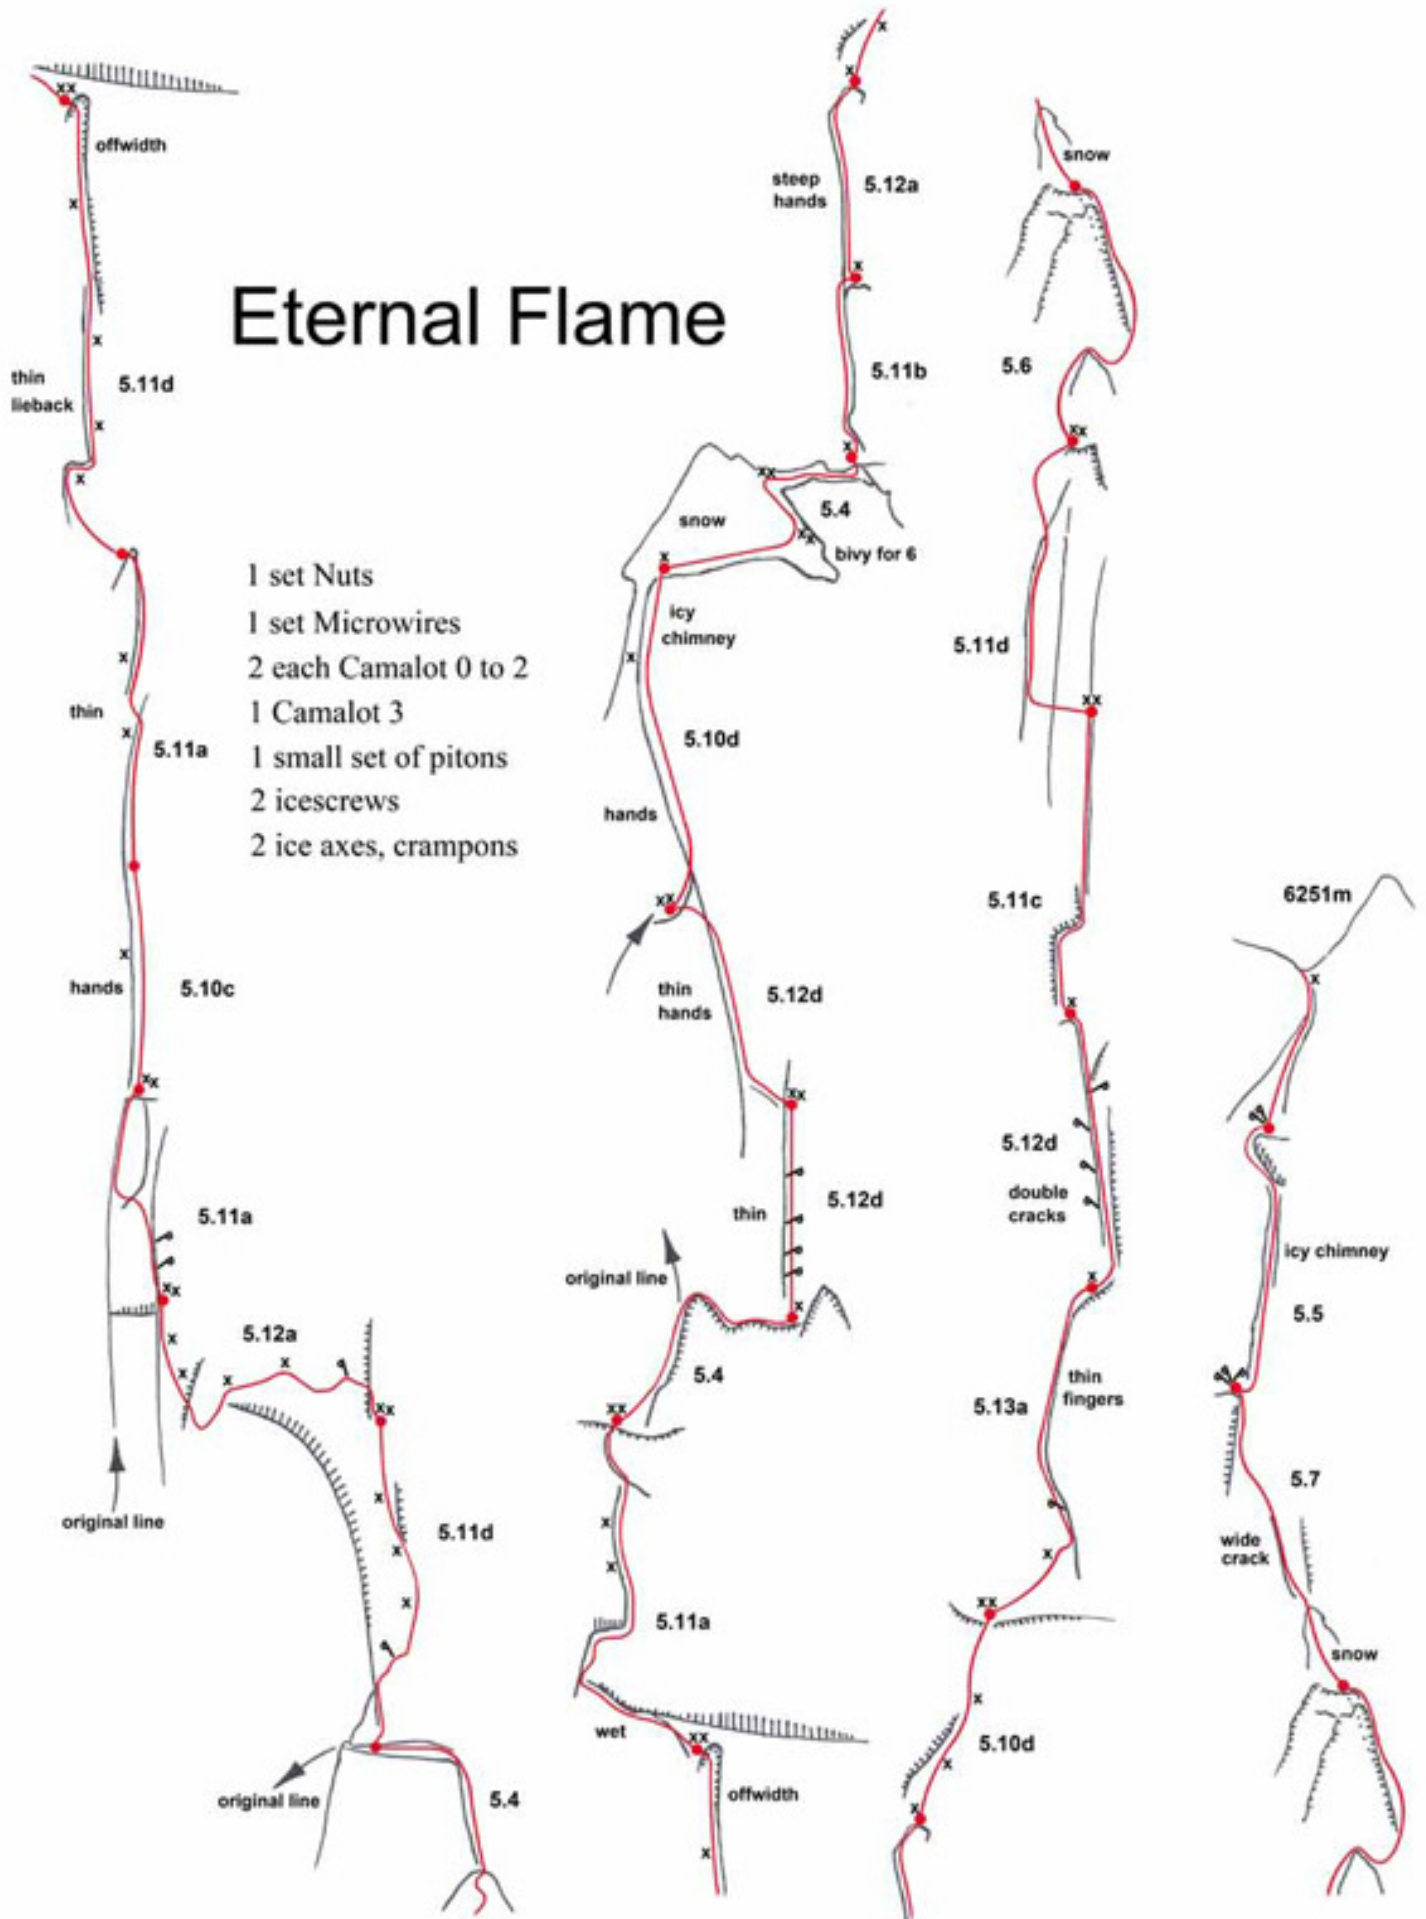 Eternal Flame
1 set Nuts
1 set Microwires
2 each Camalot 0 to 2
1 Camalot 3
1 small set of pitons
2 icescrews
2 ice axes, crampons
offwidth
thin
lieback
5.11d
thin
5.11a
hands
5.10c
5.11a
5.12a
original line
5.11d
original line
5.4
steep
hands
5.12a
5.11b
5.4
snow
bivy for 6
icy
chimney
5.10d
hands
thin
hands
5.12d
thin
5.12d
original line
5.4
5.11a
wet
offwidth
snow
5.6
5.11d
5.11c
5.12d
double
cracks
thin
fingers
5.13a
5.10d
6251m
icy chimney
5.5
5.7
wide
crack
snow